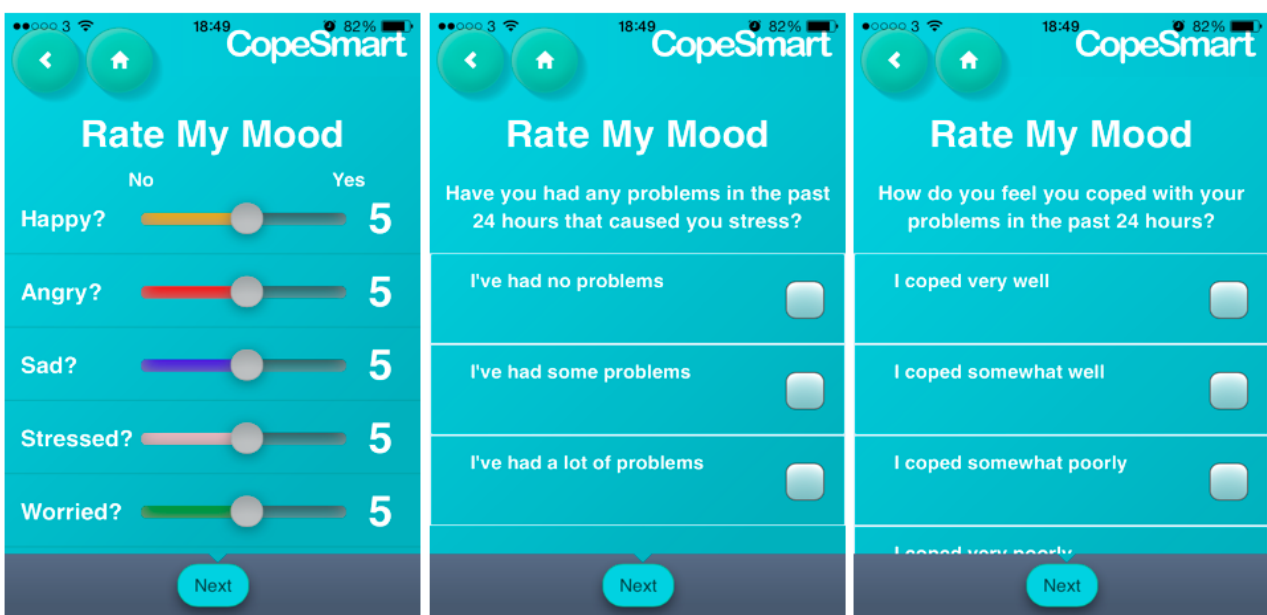 3 18:49 82%
CopeSmart
Rate My Mood
No Yes
Happy? 5
Angry? 5
Sad? 5
Stressed? 5
Worried? 5
Next
3 18:49 82%
CopeSmart
Rate My Mood
Have you had any problems in the past
24 hours that caused you stress?
I've had no problems
I've had some problems
I've had a lot of problems
Next
3 18:49 82%
CopeSmart
Rate My Mood
How do you feel you coped with your
problems in the past 24 hours?
I coped very well
I coped somewhat well
I coped somewhat poorly
I coped very poorly
Next